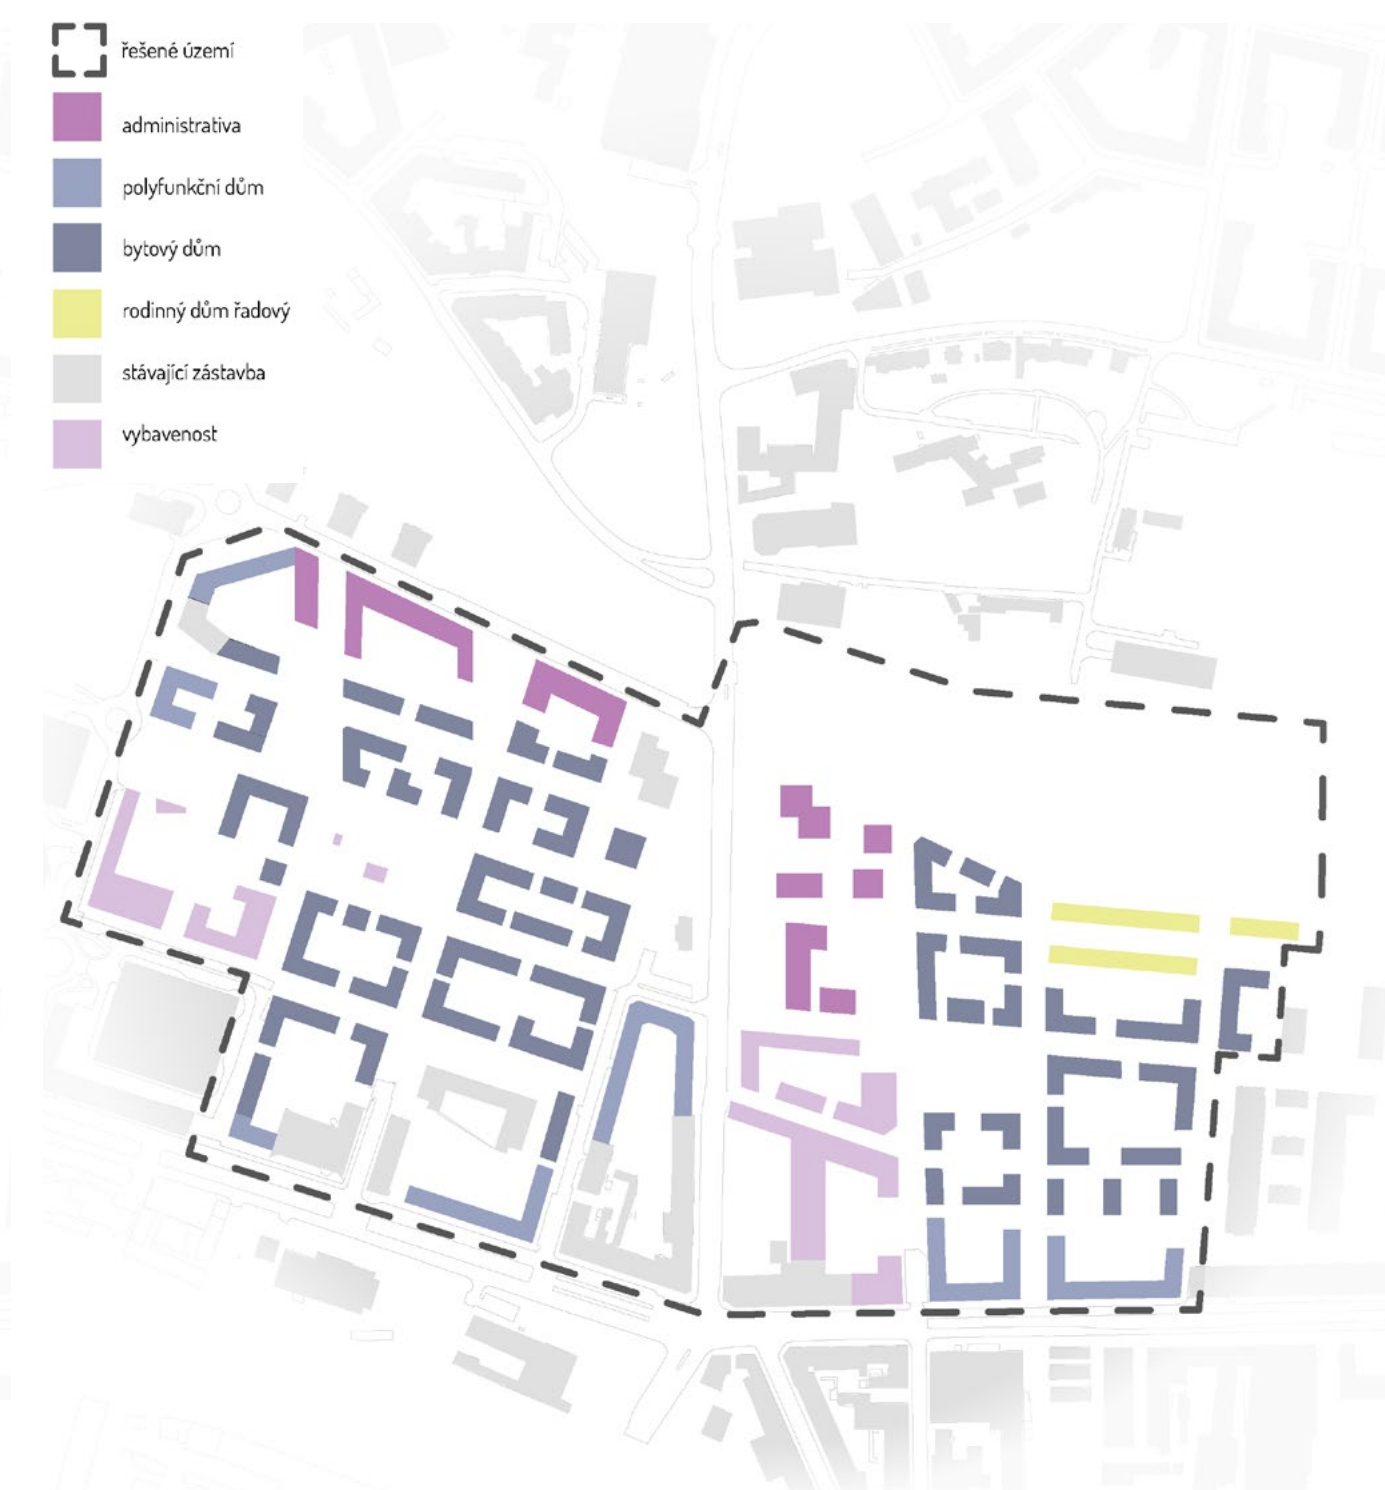 řešené území
administrativa
polyfunkční dům
bytový dům
rodinný dům řadový
stávající zástavba
vybavenost